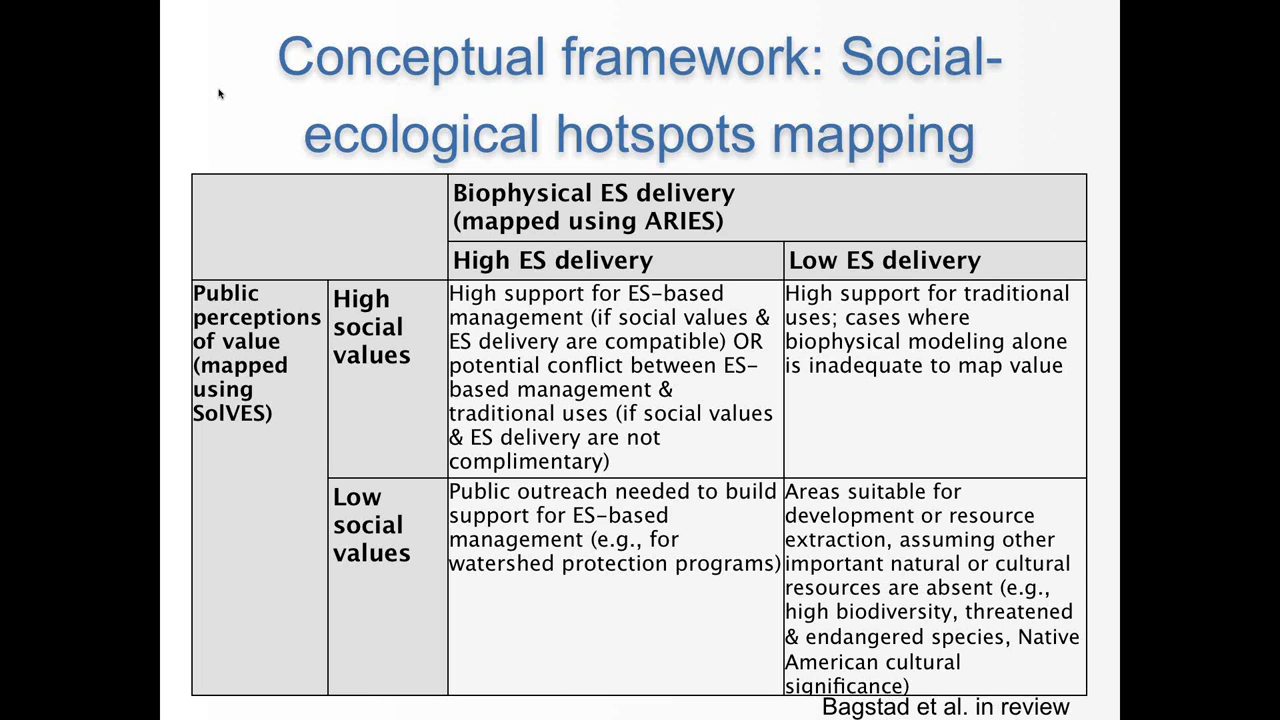 Conceptual framework: Social-
ecological hotspots mapping
Biophysical ES delivery
(mapped using ARIES)
High ES delivery
Low ES delivery
Public
perceptions
of value
(mapped
using
SolVES)
High
social
values
High support for ES-based
management (if social values &
ES delivery are compatible) OR
potential conflict between ES-
based management &
traditional uses (if social values
& ES delivery are not
complimentary)
High support for traditional
uses; cases where
biophysical modeling alone
is inadequate to map value
Low
social
values
Public outreach needed to build
support for ES-based
management (e.g., for
watershed protection programs)
Areas suitable for
development or resource
extraction, assuming other
important natural or cultural
resources are absent (e.g.,
high biodiversity, threatened
& endangered species, Native
American cultural
significance)
Bagstad et al. in review